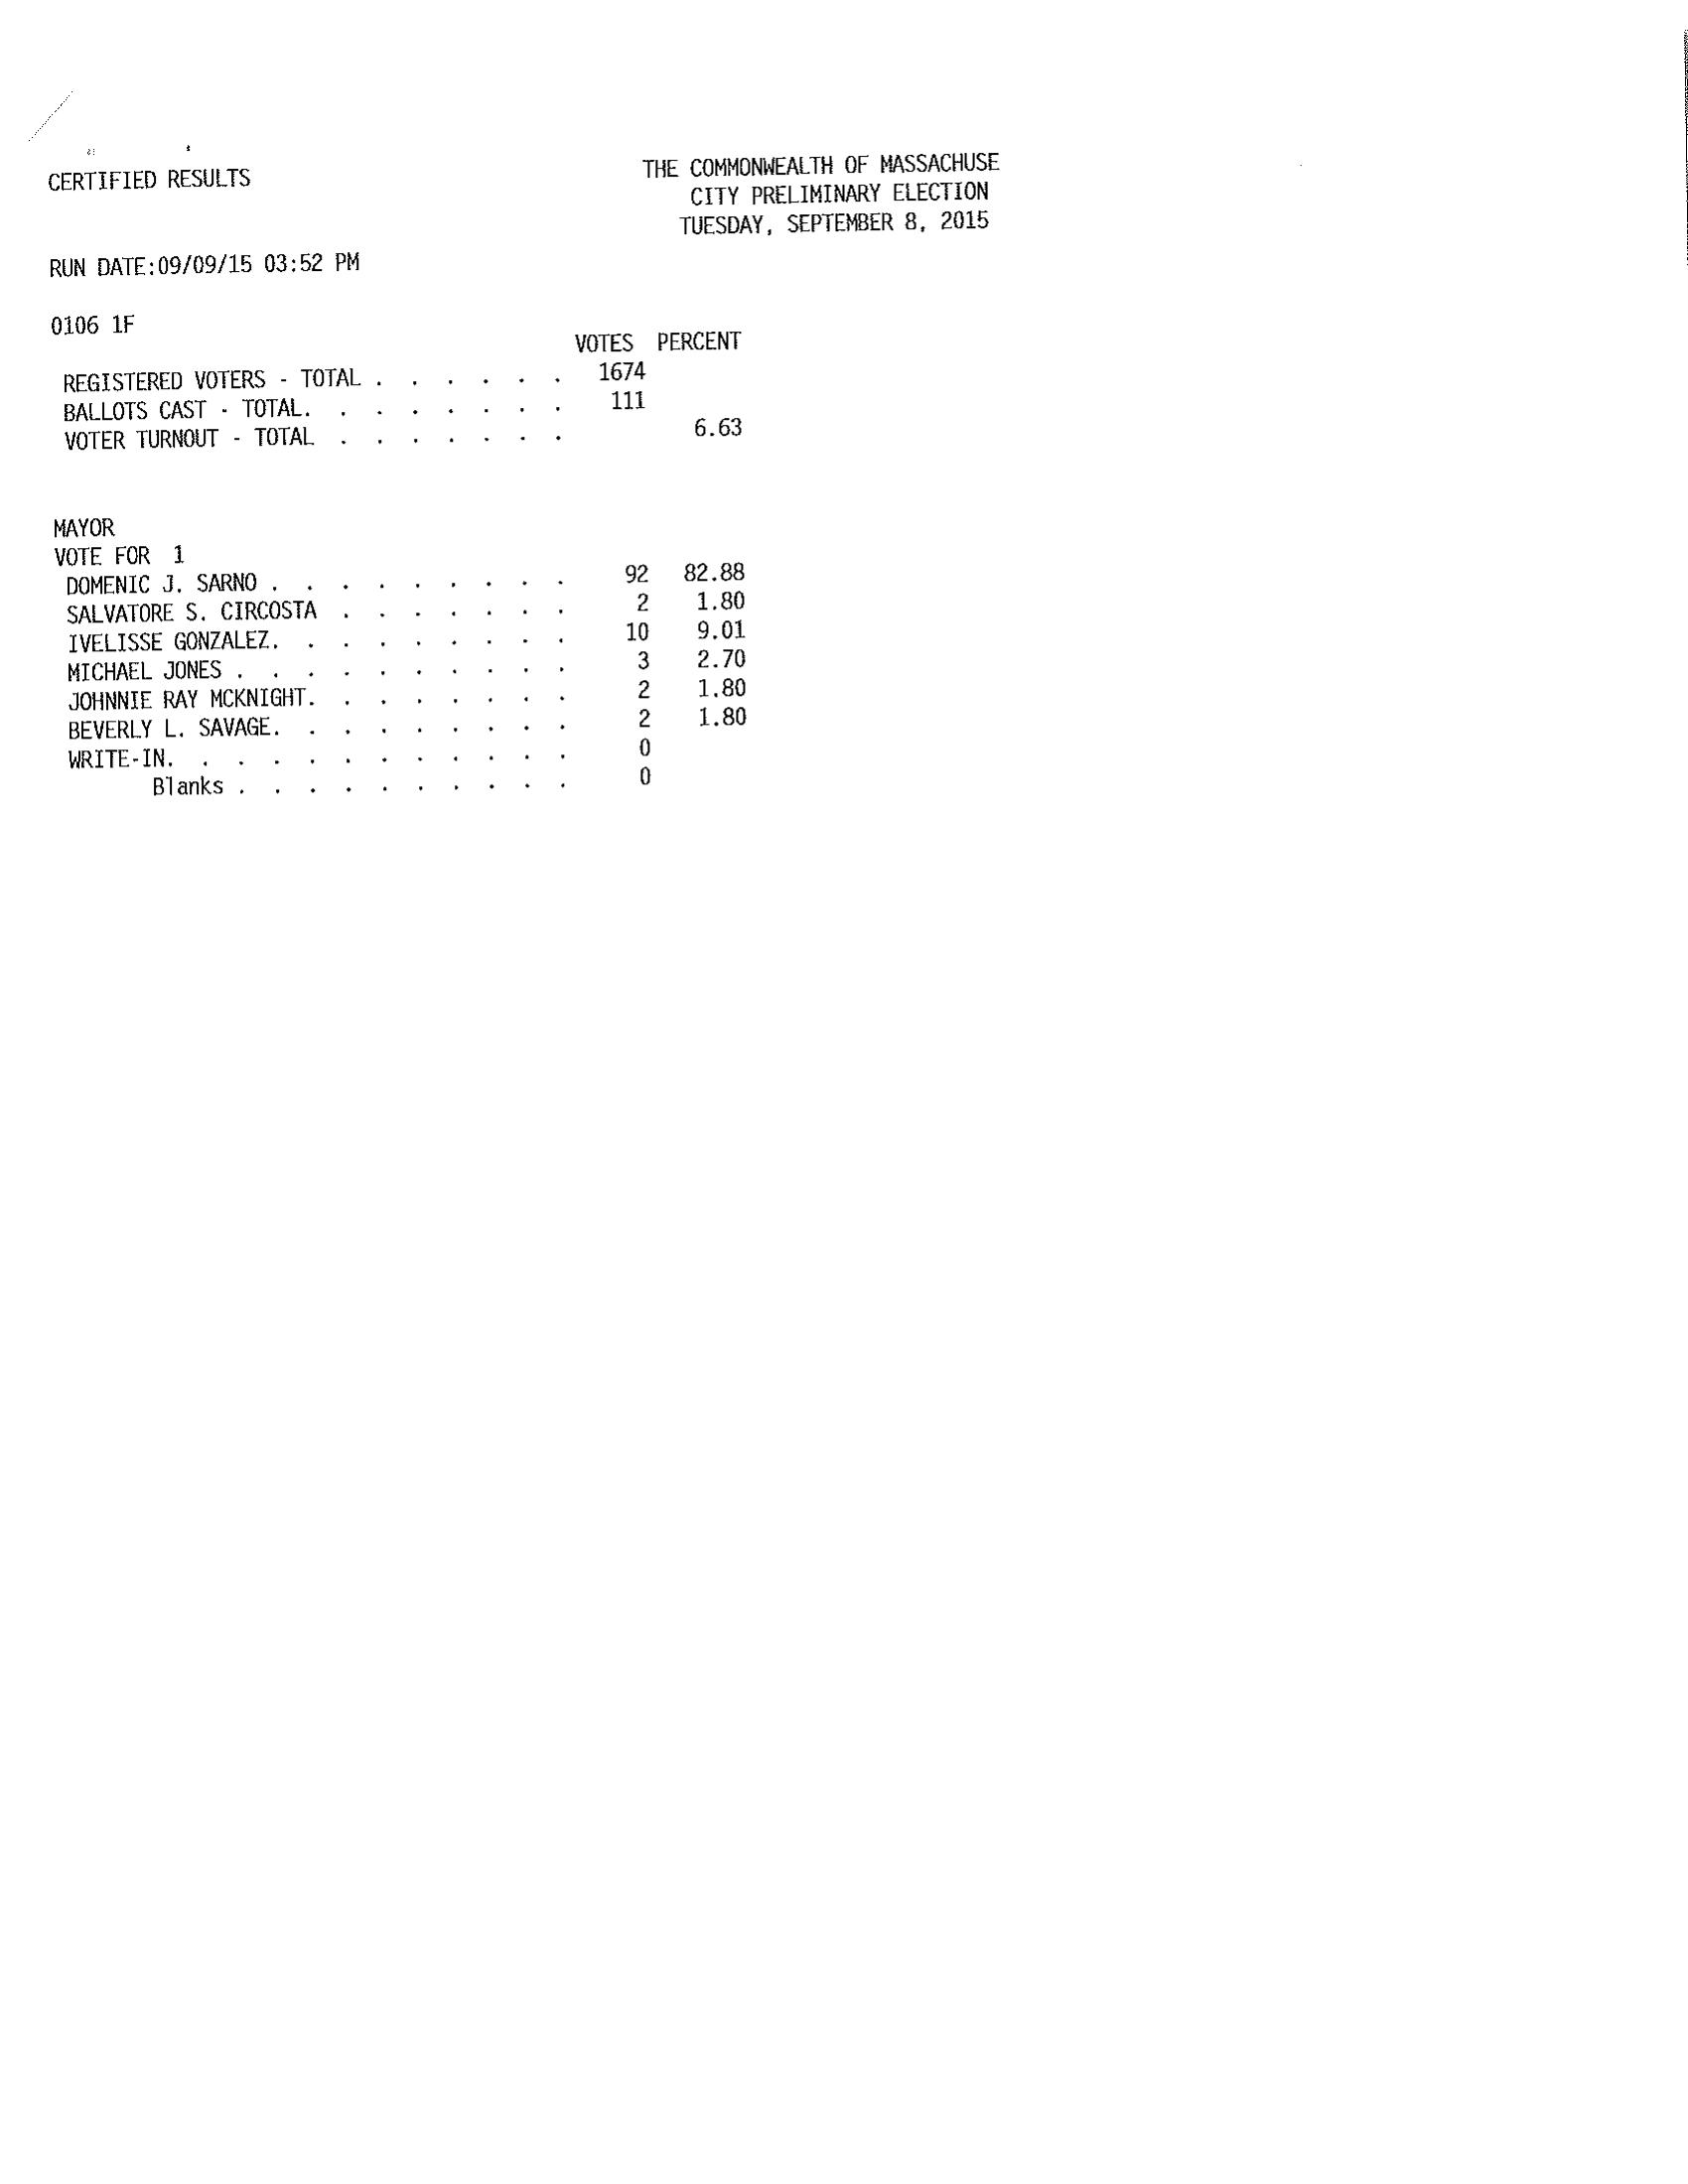 CERTIFIED RESULTS
THE COMMONWEALTH OF MASSACHUSE
CITY PRELIMINARY ELECTION
TUESDAY, SEPTEMBER 8, 2015
RUN DATE:09/09/15 03:52 PM
0106 1F
VOTES PERCENT
REGISTERED VOTERS - TOTAL . . . . . . 1674
BALLOTS CAST - TOTAL. . . . . . . . 111
VOTER TURNOUT - TOTAL . . . . . . . 6.63
MAYOR
VOTE FOR 1
DOMENIC J. SARNO . . . . . . . . . 92 82.88
SALVATORE S. CIRCOSTA . . . . . . . 2 1.80
IVELISSE GONZALEZ. . . . . . . . . 10 9.01
MICHAEL JONES . . . . . . . . . . 3 2.70
JOHNNIE RAY MCKNIGHT. . . . . . . . 2 1.80
BEVERLY L. SAVAGE. . . . . . . . . 2 1.80
WRITE-IN. . . . . . . . . . . . 0
Blanks . . . . . . . . . . 0